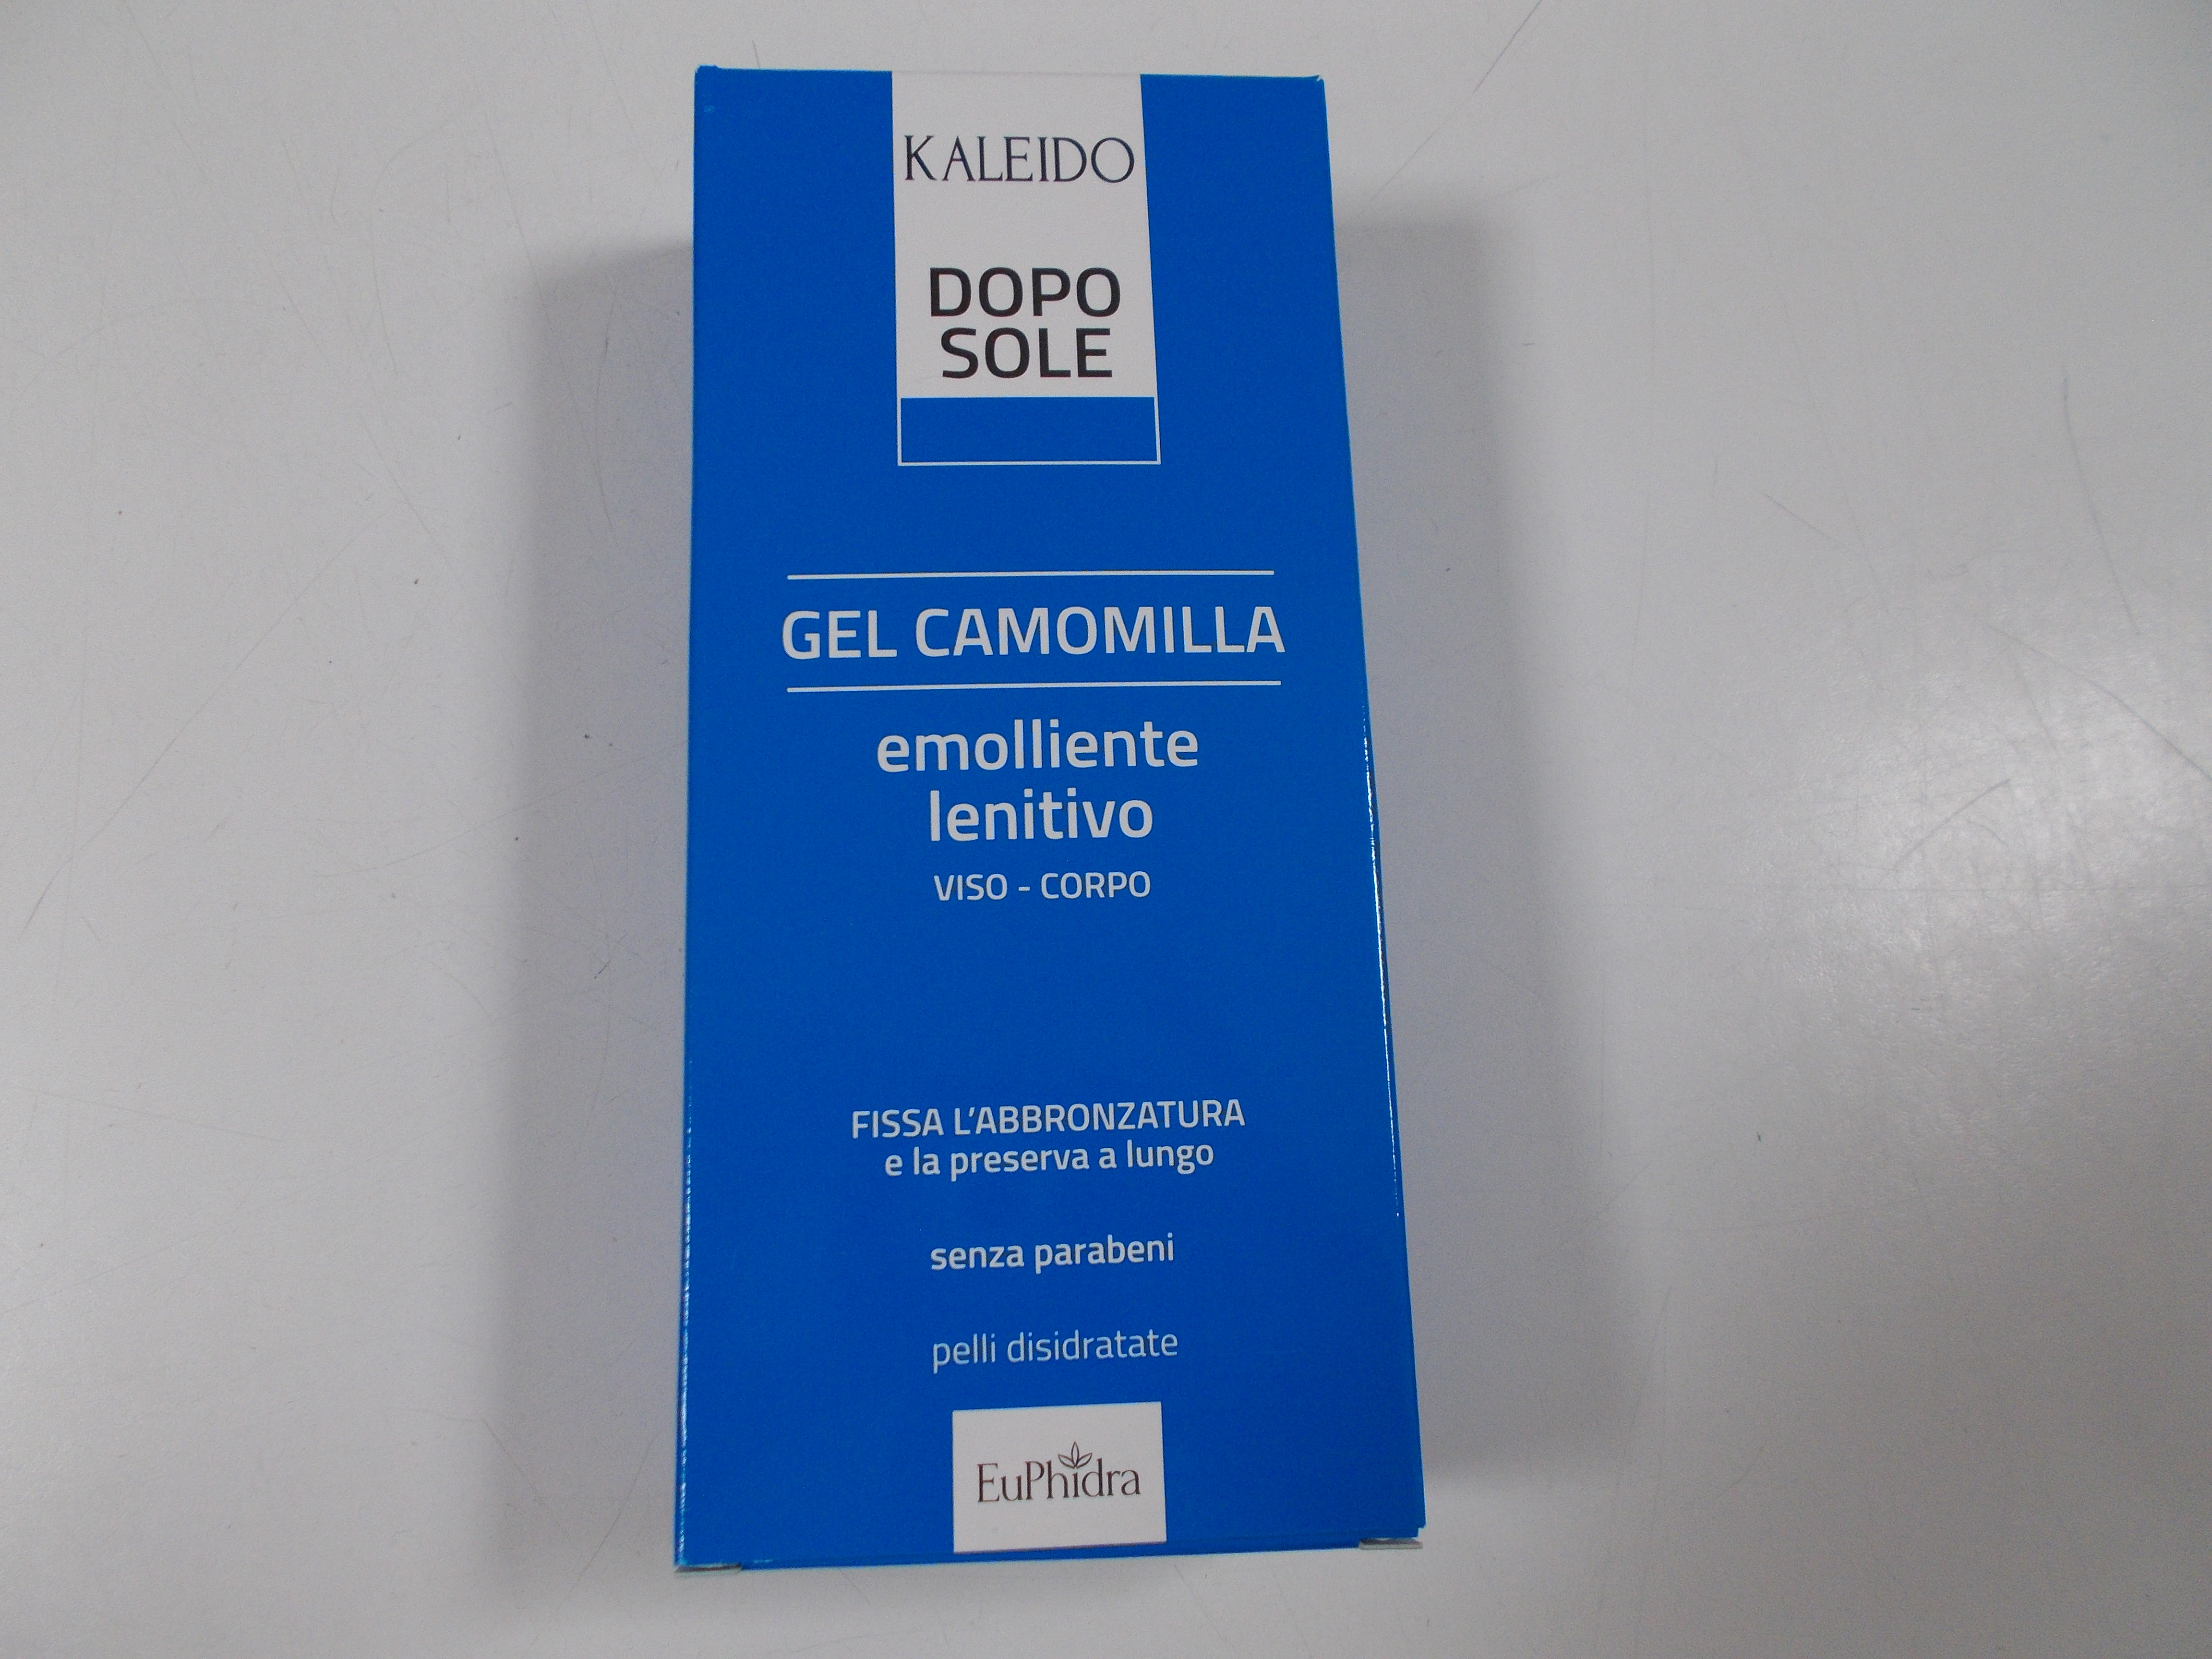 KALEIDO
DOPO
SOLE
GEL CAMOMILLA
emolliente
lenitivo
VISO - CORPO
FISSA L'ABBRONZATURA
e la preserva a lungo
senza parabeni
pelli disidratate
EuPhidra